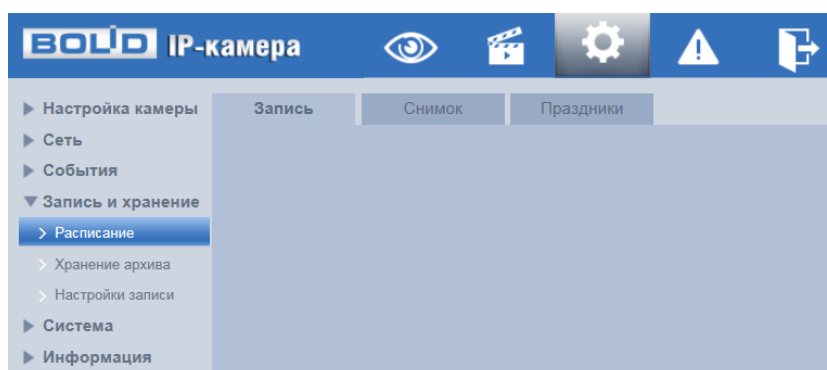 BOLID IP-камера
Настройка камеры
Запись
Снимок
Праздники
Сеть
События
Запись и хранение
Расписание
Хранение архива
Настройки записи
Система
Информация